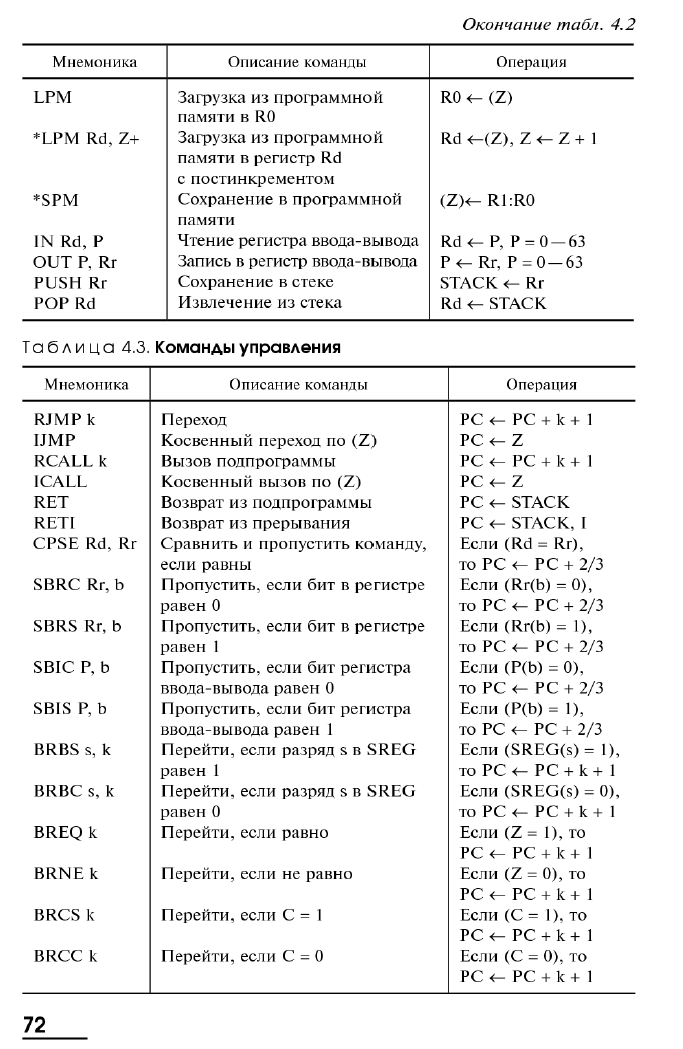 Окончание табл. 4.2
Мнемоника Описание команды Операция
LPM Загрузка из программной R0 ← (Z)
памяти в R0
*LPM Rd, Z+ Загрузка из программной Rd ←(Z), Z ← Z + 1
памяти в регистр Rd
с постинкрементом
*SPM Сохранение в программной (Z)← R1:R0
памяти
IN Rd, P Чтение регистра ввода-вывода Rd ← P, P = 0—63
OUT P, Rr Запись в регистр ввода-вывода P ← Rr, P = 0—63
PUSH Rr Сохранение в стеке STACK ← Rr
POP Rd Извлечение из стека Rd ← STACK
Таблица 4.3. Команды управления
Мнемоника Описание команды Операция
RJMP k Переход PC ← PC + k + 1
IJMP Косвенный переход по (Z) PC ← Z
RCALL k Вызов подпрограммы PC ← PC + k + 1
ICALL Косвенный вызов по (Z) PC ← Z
RET Возврат из подпрограммы PC ← STACK
RETI Возврат из прерывания PC ← STACK, I
CPSE Rd, Rr Сравнить и пропустить команду, Если (Rd = Rr),
если равны то PC ← PC + 2/3
SBRC Rr, b Пропустить, если бит в регистре Если (Rr(b) = 0),
равен 0 то PC ← PC + 2/3
SBRS Rr, b Пропустить, если бит в регистре Если (Rr(b) = 1),
равен 1 то PC ← PC + 2/3
SBIC P, b Пропустить, если бит регистра Если (P(b) = 0),
ввода-вывода равен 0 то PC ← PC + 2/3
SBIS P, b Пропустить, если бит регистра Если (P(b) = 1),
ввода-вывода равен 1 то PC ← PC + 2/3
BRBS s, k Перейти, если разряд s в SREG Если (SREG(s) = 1),
равен 1 то PC ← PC + k + 1
BRBC s, k Перейти, если разряд s в SREG Если (SREG(s) = 0),
равен 0 то PC ← PC + k + 1
BREQ k Перейти, если равно Если (Z = 1), то
PC ← PC + k + 1
BRNE k Перейти, если не равно Если (Z = 0), то
PC ← PC + k + 1
BRCS k Перейти, если C = 1 Если (C = 1), то
PC ← PC + k + 1
BRCC k Перейти, если C = 0 Если (C = 0), то
PC ← PC + k + 1
72